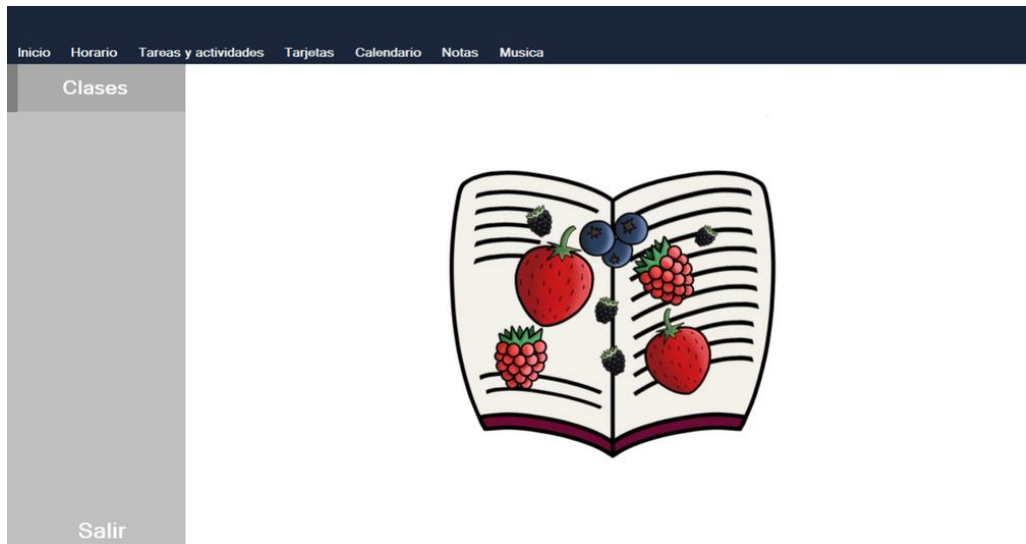 Inicio Horario Tareas y actividades Tarjetas Calendario Notas Musica
Clases
Salir